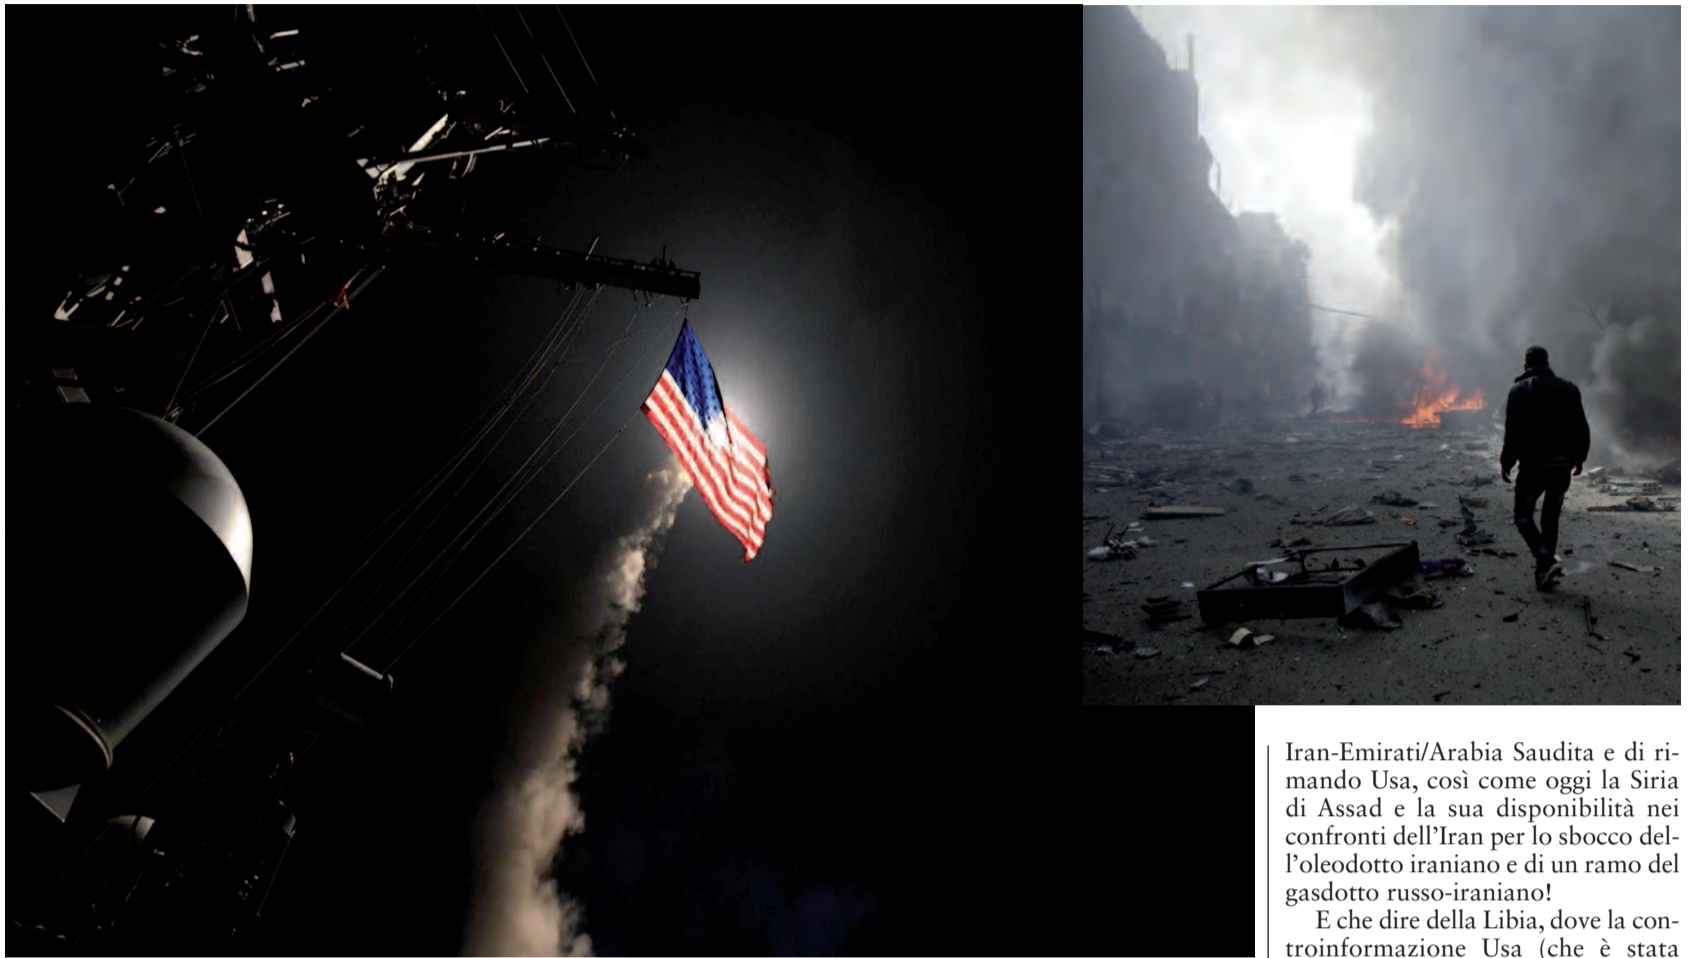 Iran-Emirati/Arabia Saudita e di ri-
mando Usa, così come oggi la Siria
di Assad e la sua disponibilità nei
confronti dell’Iran per lo sbocco del-
l’oleodotto iraniano e di un ramo del
gasdotto russo-iraniano!
E che dire della Libia, dove la con-
troinformazione Usa (che è stata